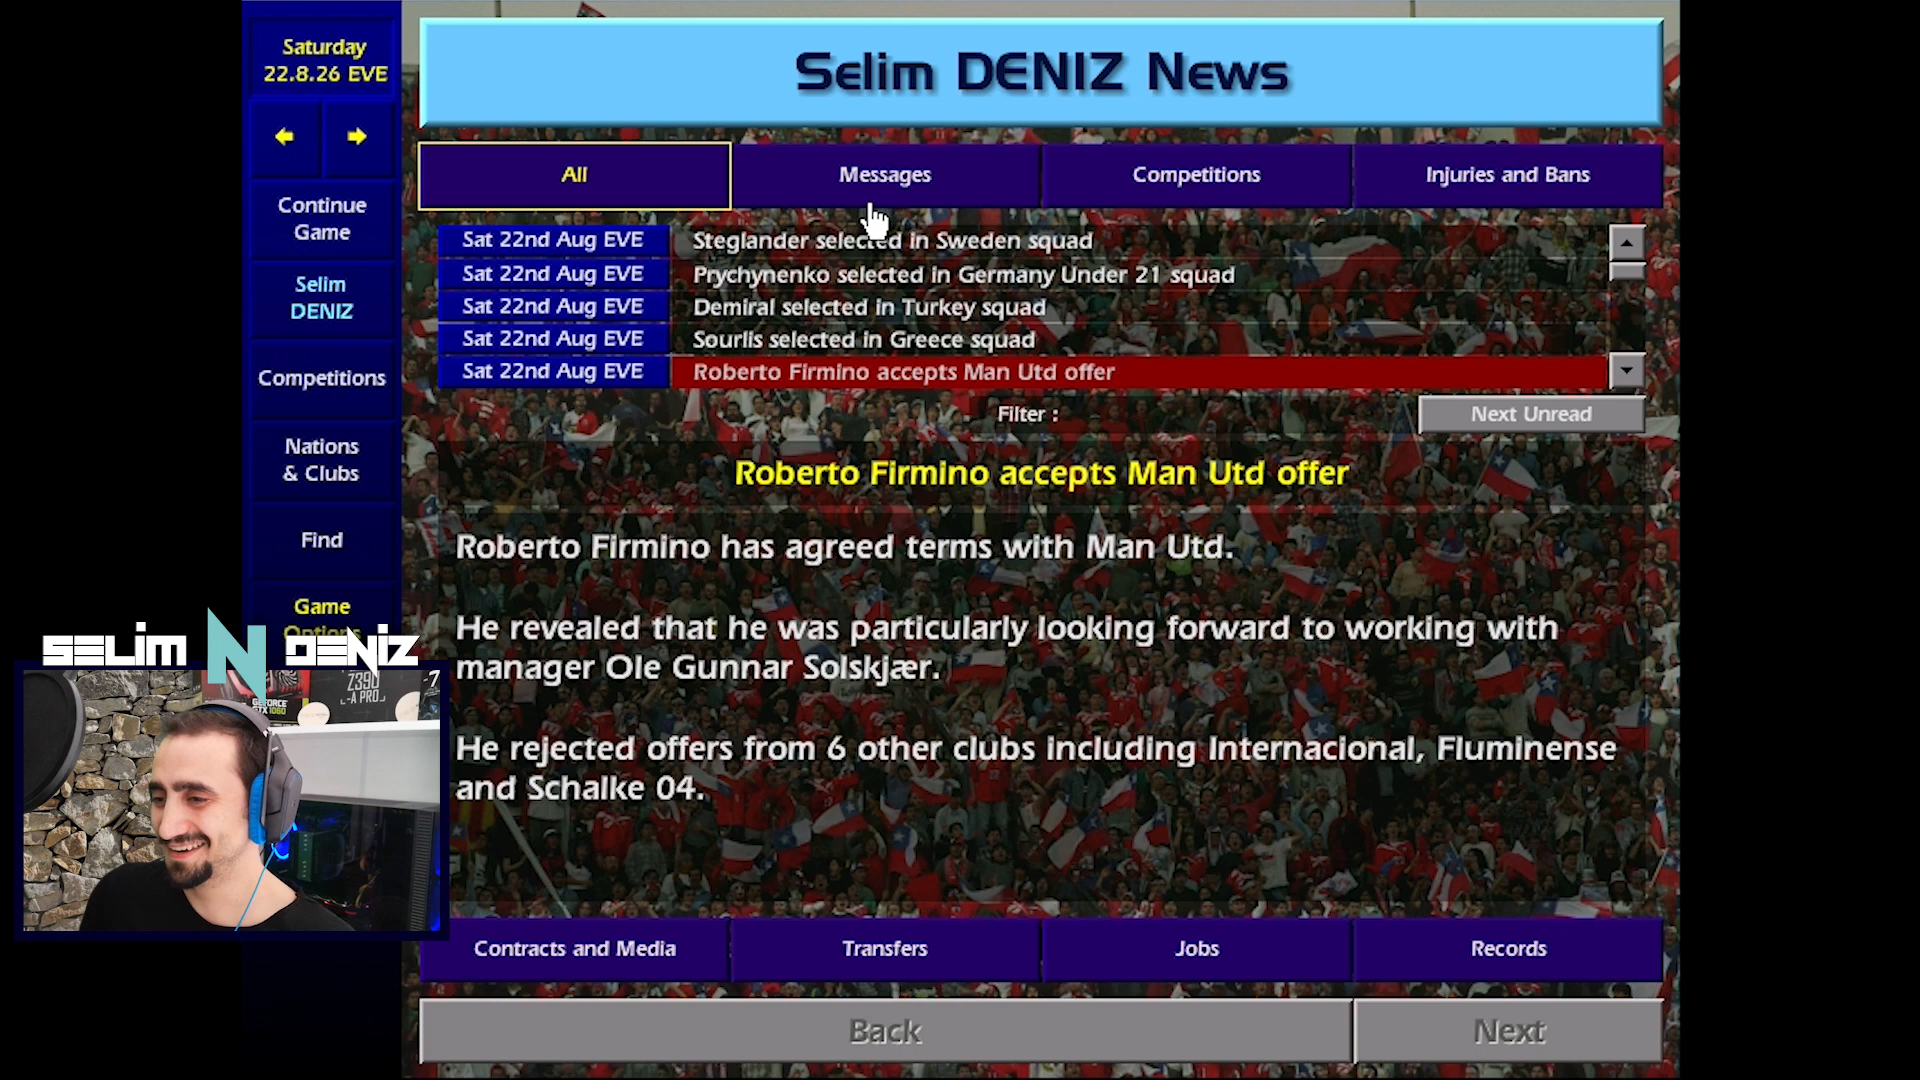 Saturday
22.8.26 EVE
Selim DENIZ News
All
Messages
Competitions
Injuries and Bans
Continue
Game
Selim
DENIZ
Competitions
Nations
& Clubs
Find
Game
Options
Sat 22nd Aug EVE Steglander selected in Sweden squad
Sat 22nd Aug EVE Prychynenko selected in Germany Under 21 squad
Sat 22nd Aug EVE Demiral selected in Turkey squad
Sat 22nd Aug EVE Sourlis selected in Greece squad
Sat 22nd Aug EVE Roberto Firmino accepts Man Utd offer
Filter :
Next Unread
Roberto Firmino accepts Man Utd offer
Roberto Firmino has agreed terms with Man Utd.
He revealed that he was particularly looking forward to working with
manager Ole Gunnar Solskjær.
He rejected offers from 6 other clubs including Internacional, Fluminense
and Schalke 04.
SELIM N DENIZ
GEFORCE
GTX 1060
Z390
-A PRO
Contracts and Media
Transfers
Jobs
Records
Back
Next